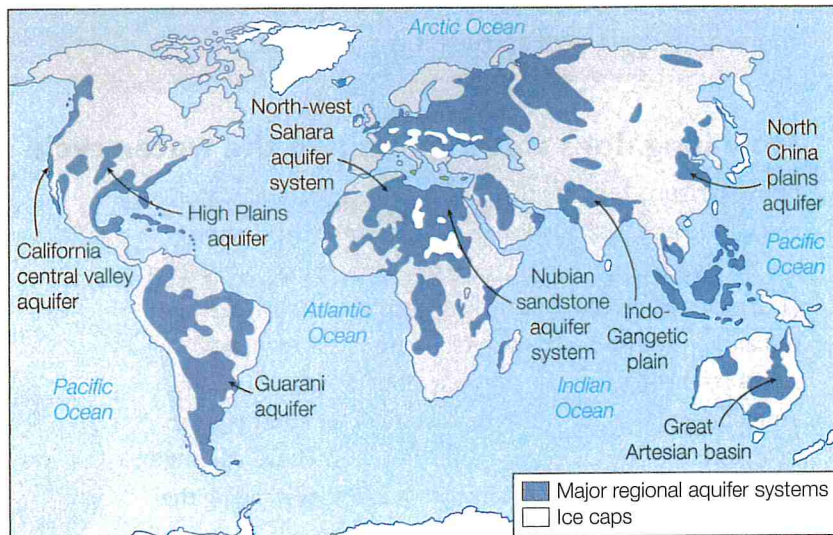 Arctic Ocean
North-west
Sahara
aquifer
system
North
China
plains
aquifer
High Plains
aquifer
California
central valley
aquifer
Pacific
Ocean
Nubian
sandstone
aquifer
system
Indo-
Gangetic
plain
Atlantic
Ocean
Guarani
aquifer
Pacific
Ocean
Indian
Ocean
Great
Artesian basin
Major regional aquifer systems
Ice caps